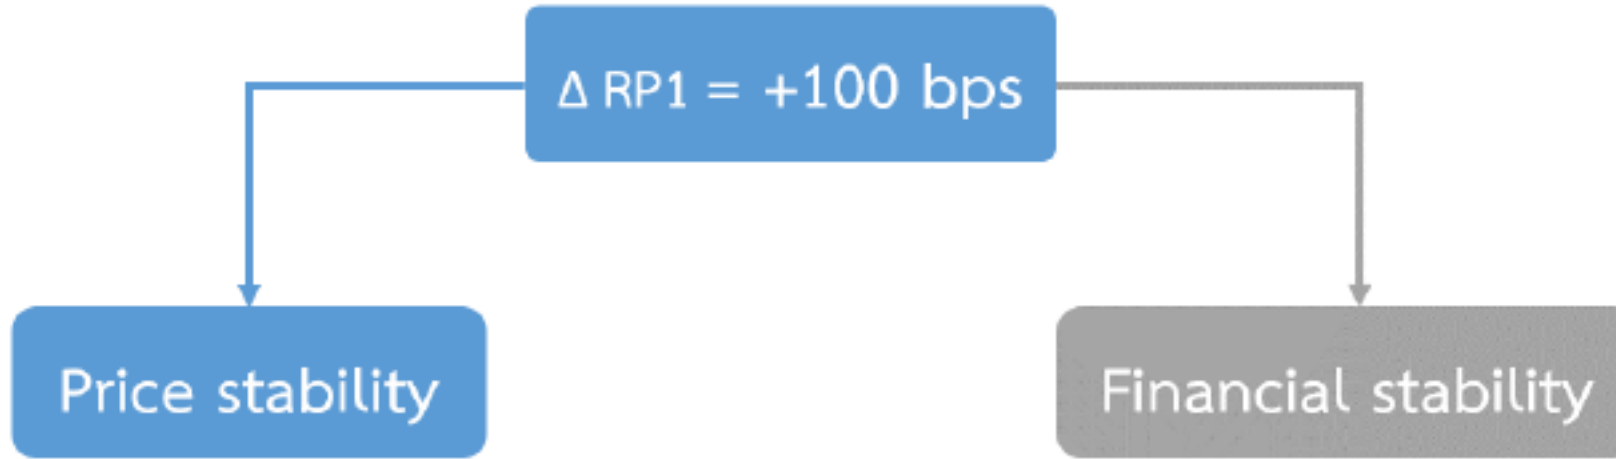 Δ RP1 = +100 bps
Price stability
Financial stability